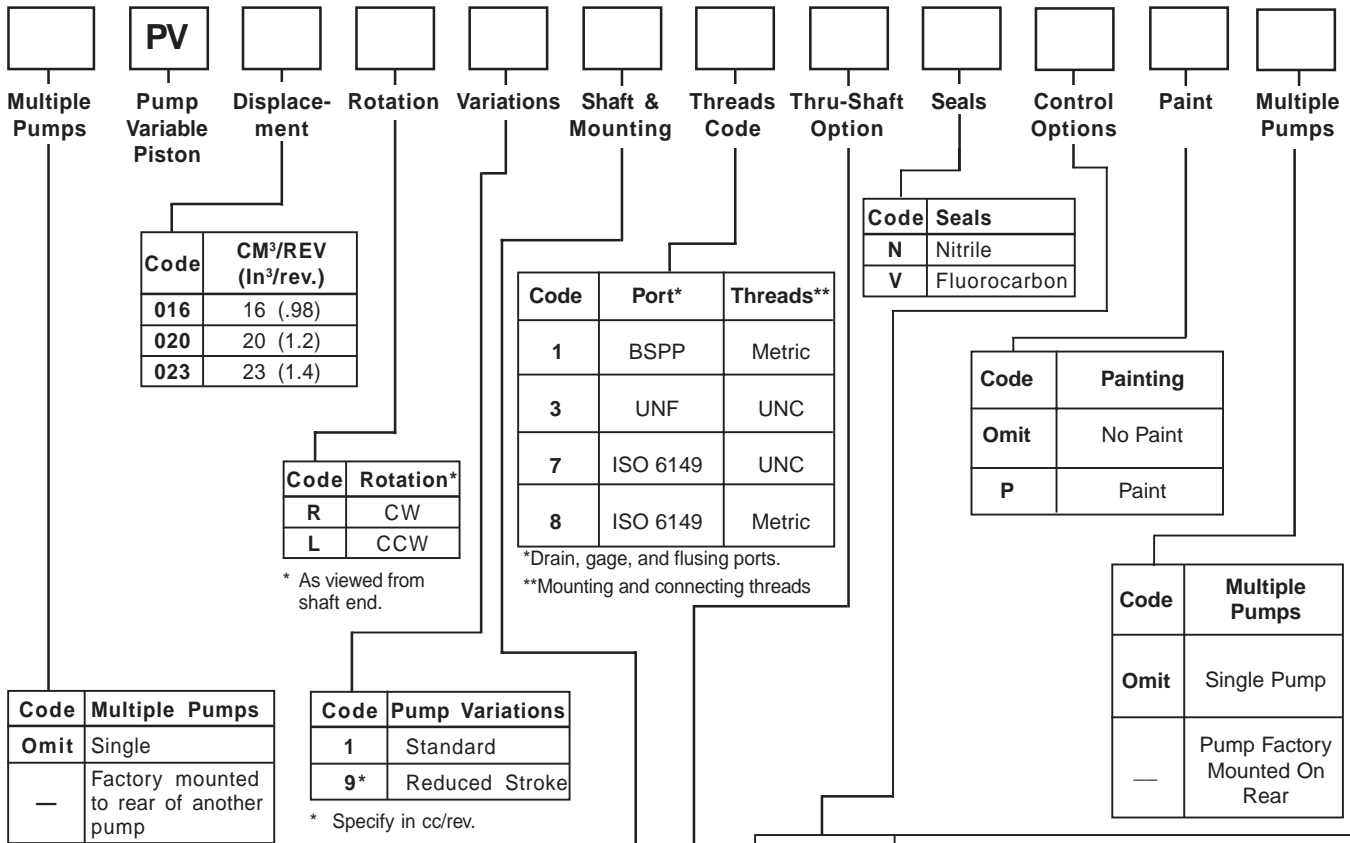 PV
Multiple Pumps
Pump Variable Piston
Displace-ment
Rotation
Variations
Shaft & Mounting
Threads Code
Thru-Shaft Option
Seals
Control Options
Paint
Multiple Pumps
Code Seals
N Nitrile
V Fluorocarbon
Code CM³/REV (In³/rev.)
016 16 (.98)
020 20 (1.2)
023 23 (1.4)
Code Port* Threads**
1 BSPP Metric
3 UNF UNC
7 ISO 6149 UNC
8 ISO 6149 Metric
*Drain, gage, and flusing ports.
**Mounting and connecting threads
Code Painting
Omit No Paint
P Paint
Code Rotation*
R CW
L CCW
* As viewed from
shaft end.
Code Multiple Pumps
Omit Single Pump
__ Pump Factory Mounted On Rear
Code Multiple Pumps
Omit Single
— Factory mounted to rear of another pump
Code Pump Variations
1 Standard
9* Reduced Stroke
* Specify in cc/rev.